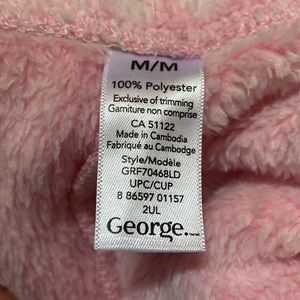 M/M
100% Polyester
Exclusive of trimming
Garniture non comprise
CA 51122
Made in Cambodia
Fabriqué au Cambodge
Style/Modèle
GRF70468LD
UPC/CUP
8 86597 01157
2UL
George.